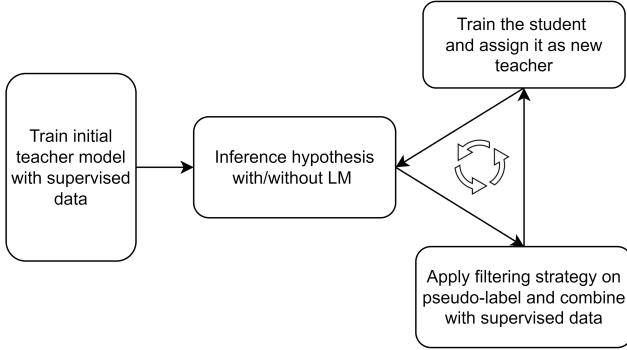 Train initial
teacher model
with supervised
data
Inference hypothesis
with/without LM
Train the student
and assign it as new
teacher
Apply filtering strategy on
pseudo-label and combine
with supervised data